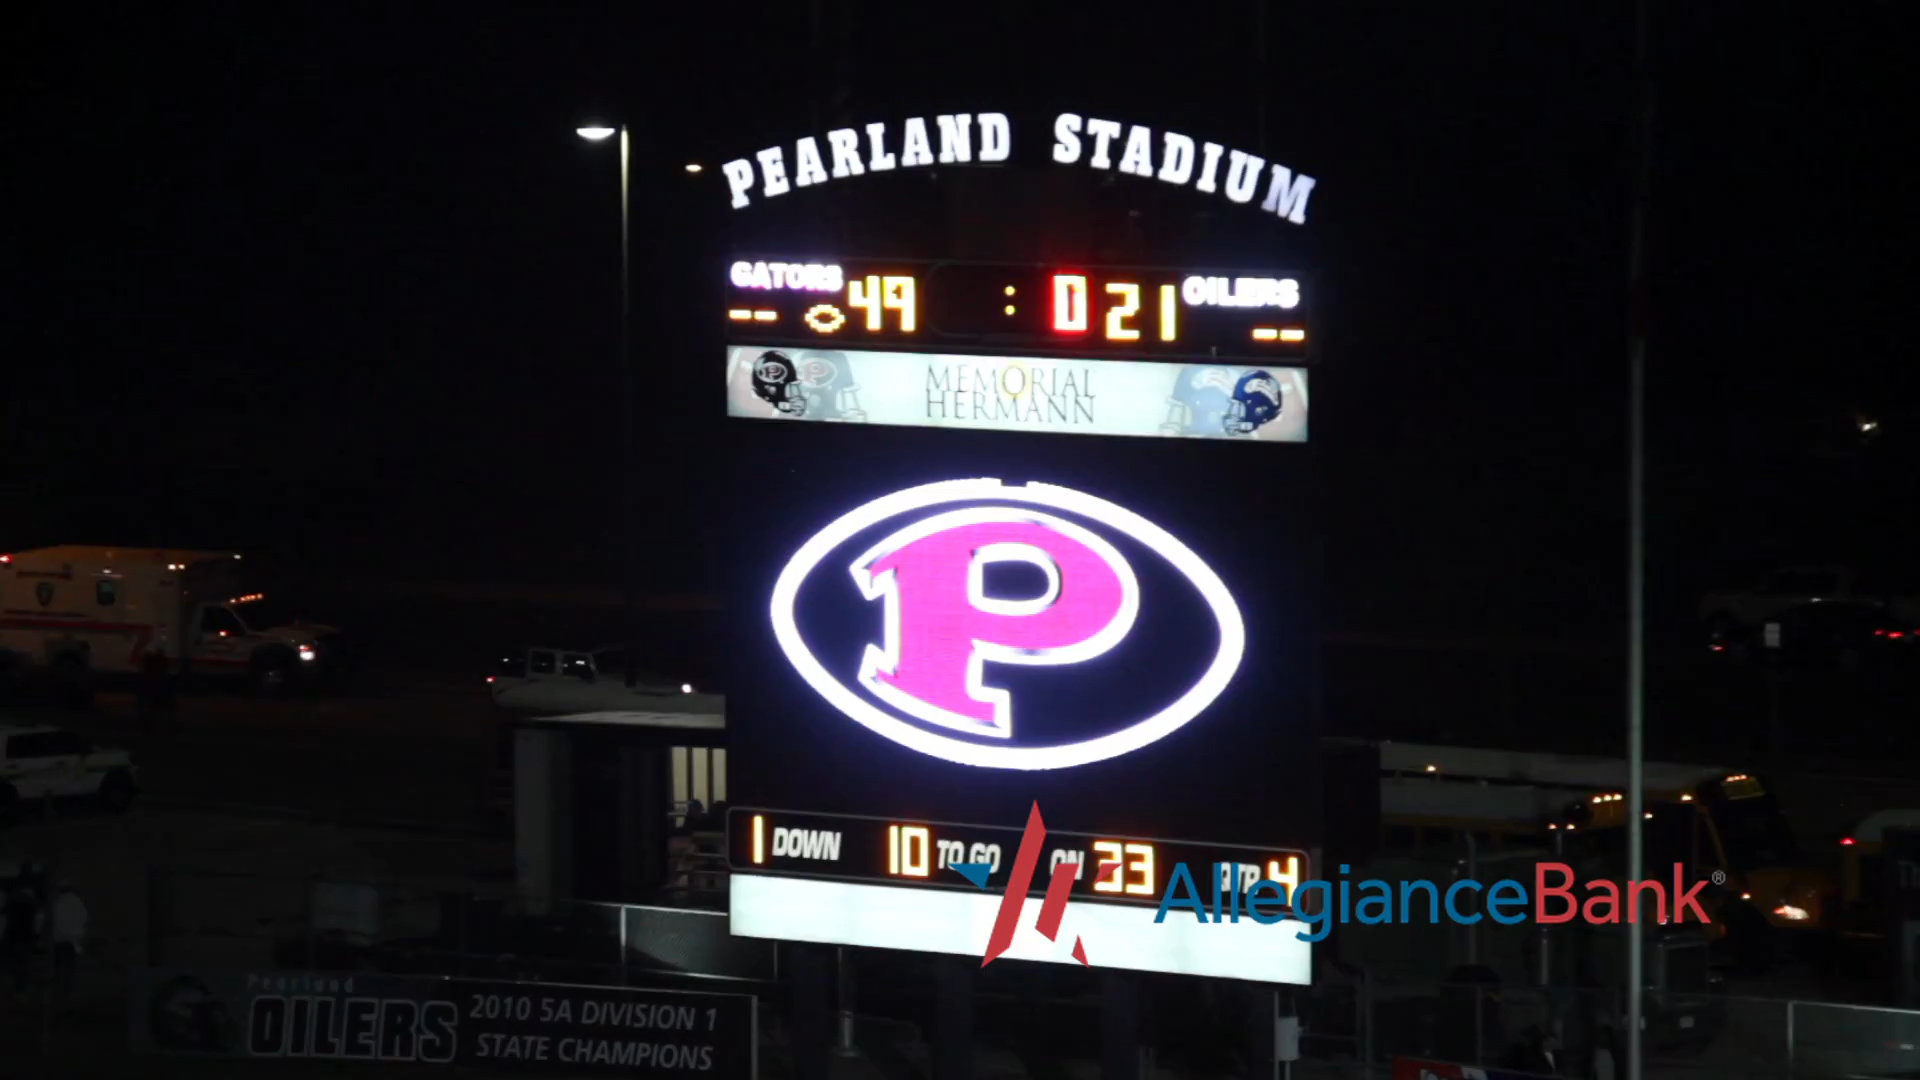 PEARLAND STADIUM
GATORS 49 : 0 21 OILERS
-- --
MEMORIAL
HERMANN
P
1 DOWN 10 TO GO ON 33 QTR 4
AllegianceBank®
Pearland
OILERS
2010 5A DIVISION 1
STATE CHAMPIONS